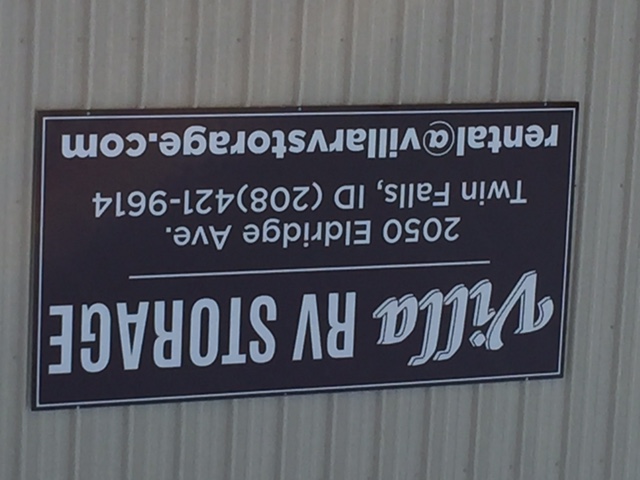 Villa RV STORAGE
2050 Eldridge Ave.
Twin Falls, ID (208)421-9614
rental@villarvstorage.com